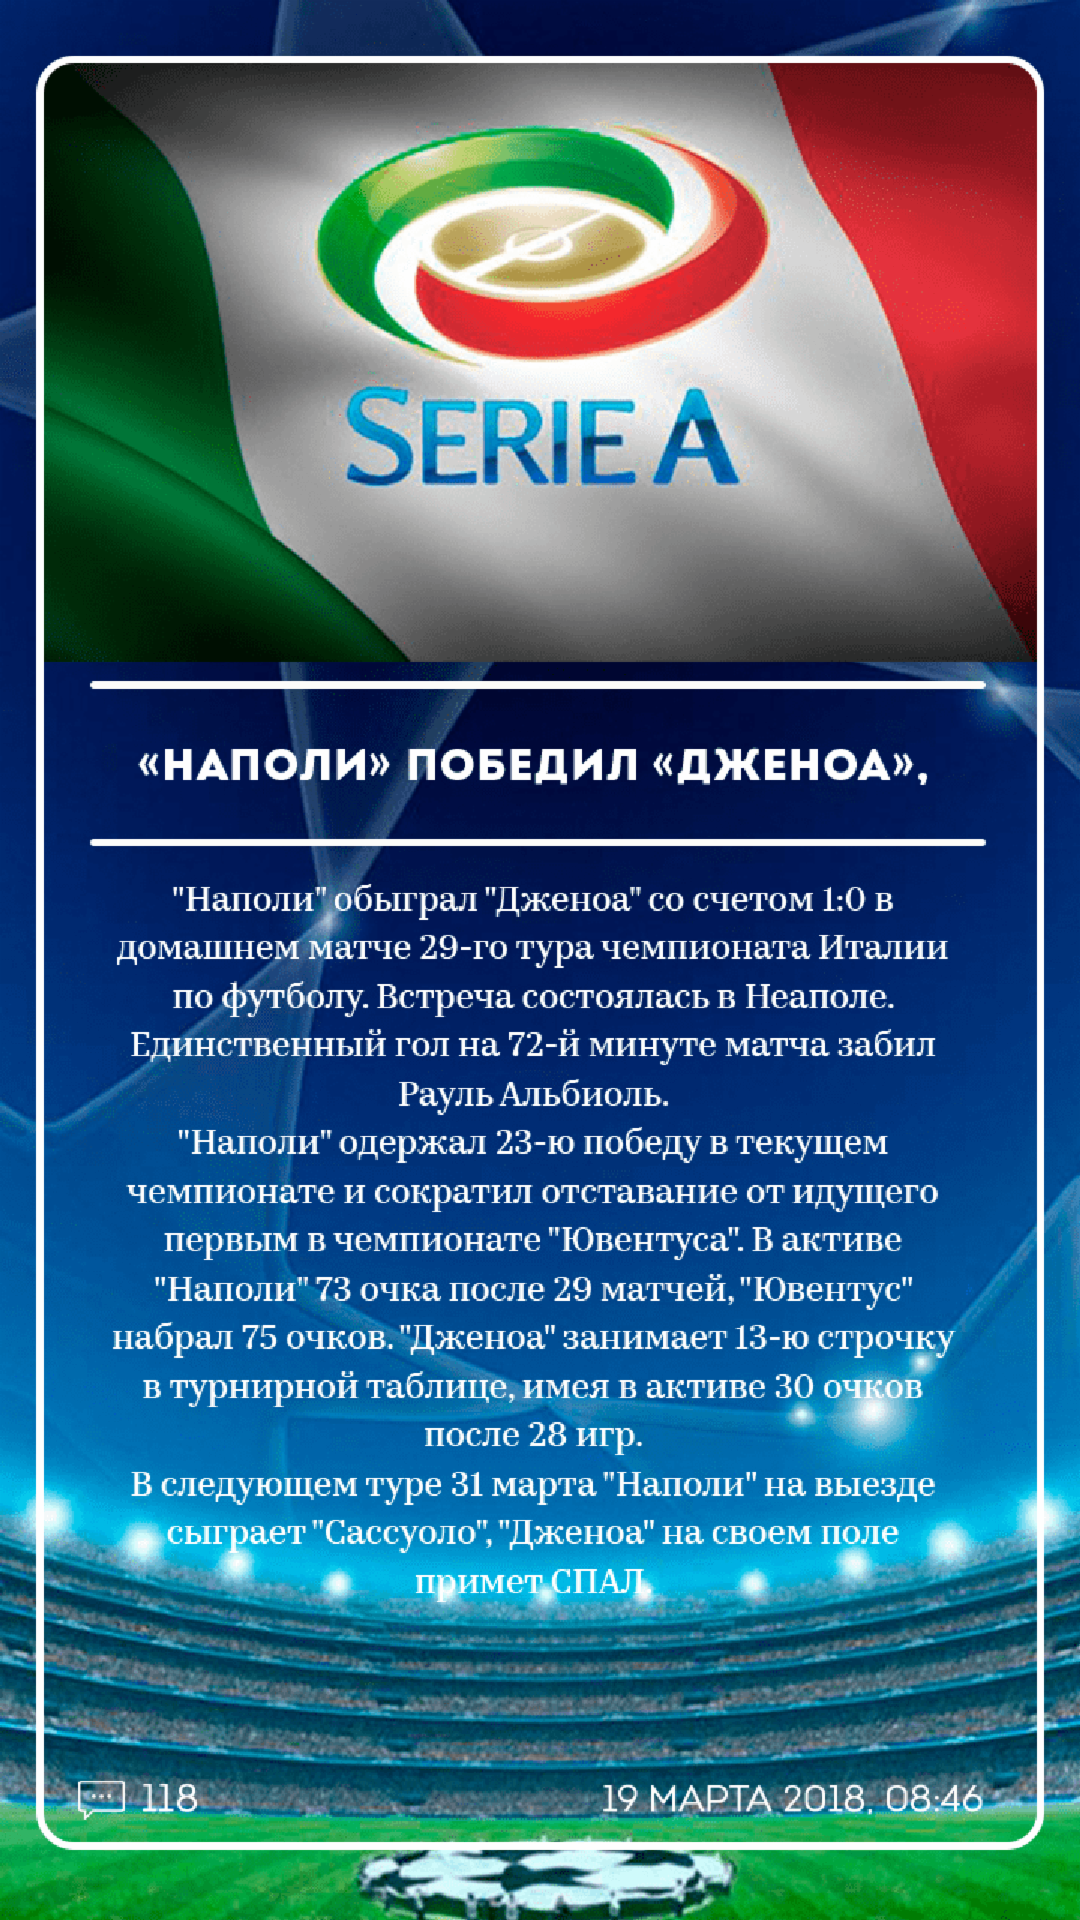 SERIE A
«НАПОЛИ» ПОБЕДИЛ «ДЖЕНОА»,
"Наполи" обыграл "Дженоа" со счетом 1:0 в
домашнем матче 29-го тура чемпионата Италии
по футболу. Встреча состоялась в Неаполе.
Единственный гол на 72-й минуте матча забил
Рауль Альбиоль.
"Наполи" одержал 23-ю победу в текущем
чемпионате и сократил отставание от идущего
первым в чемпионате "Ювентуса". В активе
"Наполи" 73 очка после 29 матчей, "Ювентус"
набрал 75 очков. "Дженоа" занимает 13-ю строчку
в турнирной таблице, имея в активе 30 очков
после 28 игр.
В следующем туре 31 марта "Наполи" на выезде
сыграет "Сассуоло", "Дженоа" на своем поле
примет СПАЛ.
118
19 МАРТА 2018, 08:46